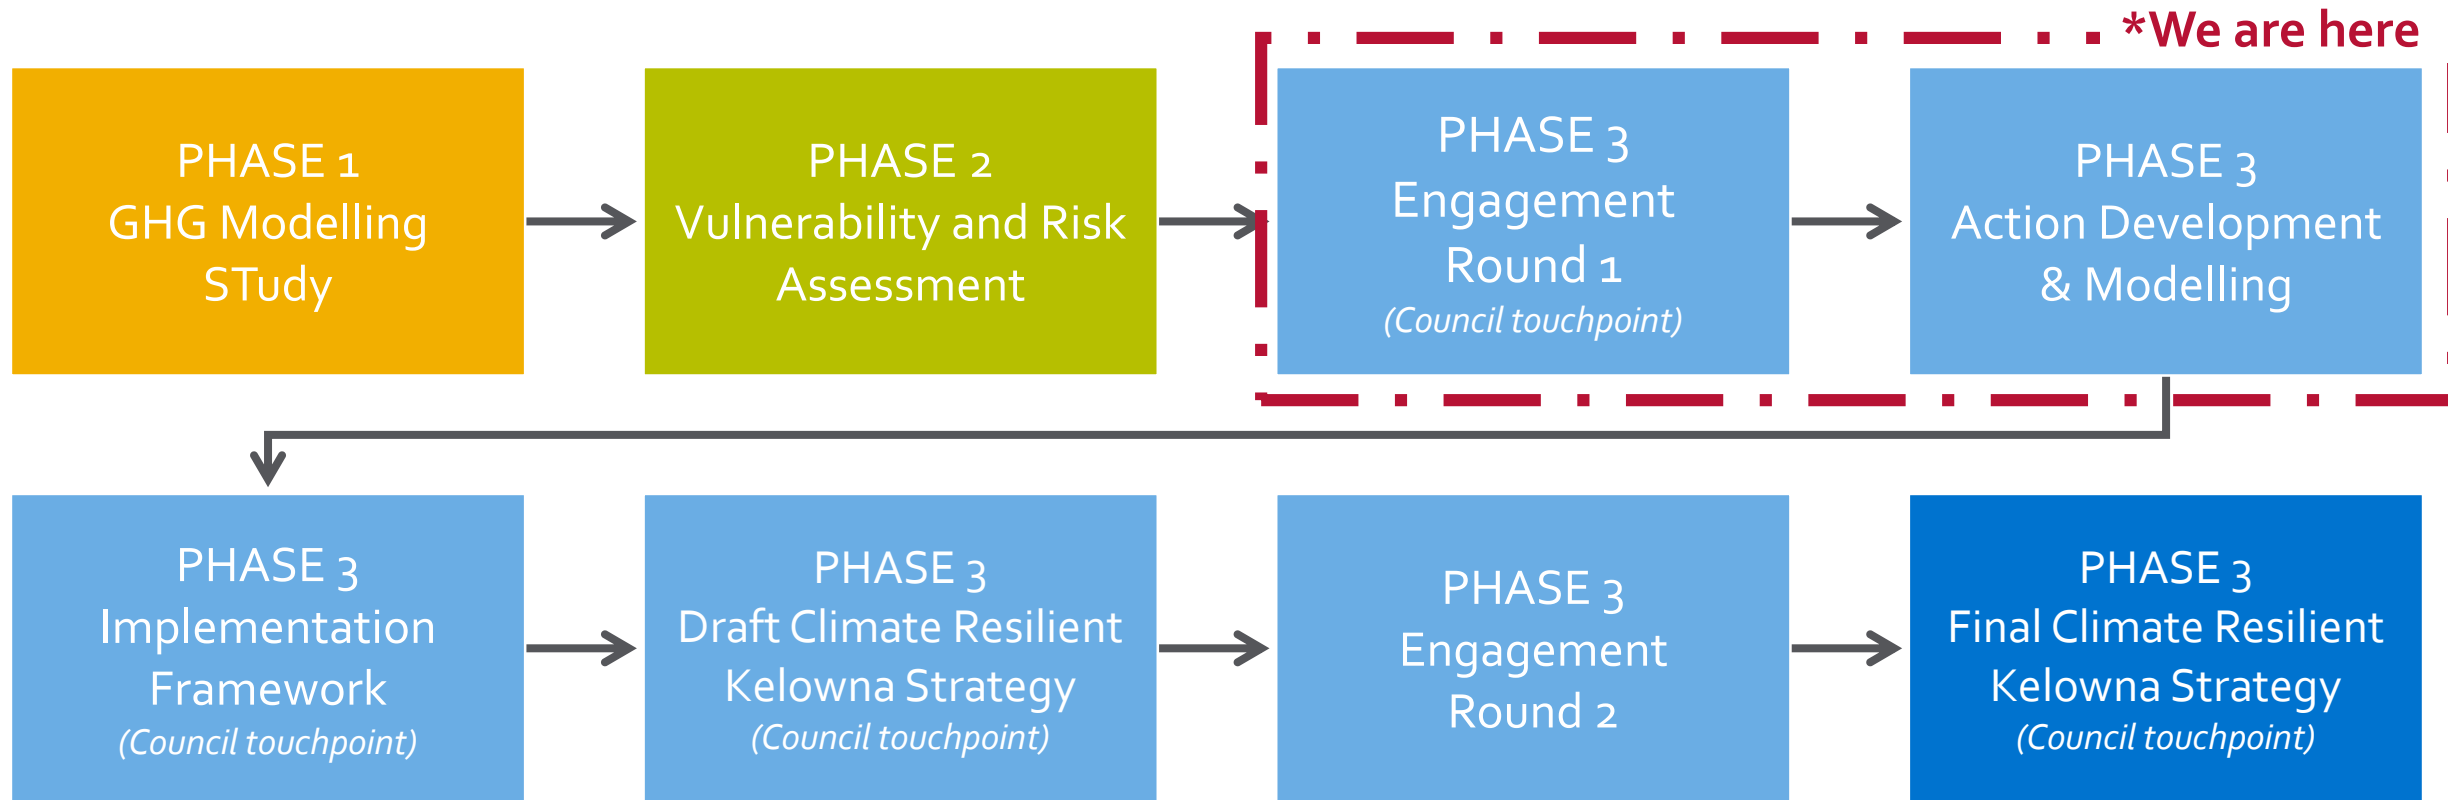 *We are here
PHASE 1
GHG Modelling
STudy
PHASE 2
Vulnerability and Risk
Assessment
PHASE 3
Engagement
Round 1
(Council touchpoint)
PHASE 3
Action Development
& Modelling
PHASE 3
Implementation
Framework
(Council touchpoint)
PHASE 3
Draft Climate Resilient
Kelowna Strategy
(Council touchpoint)
PHASE 3
Engagement
Round 2
PHASE 3
Final Climate Resilient
Kelowna Strategy
(Council touchpoint)